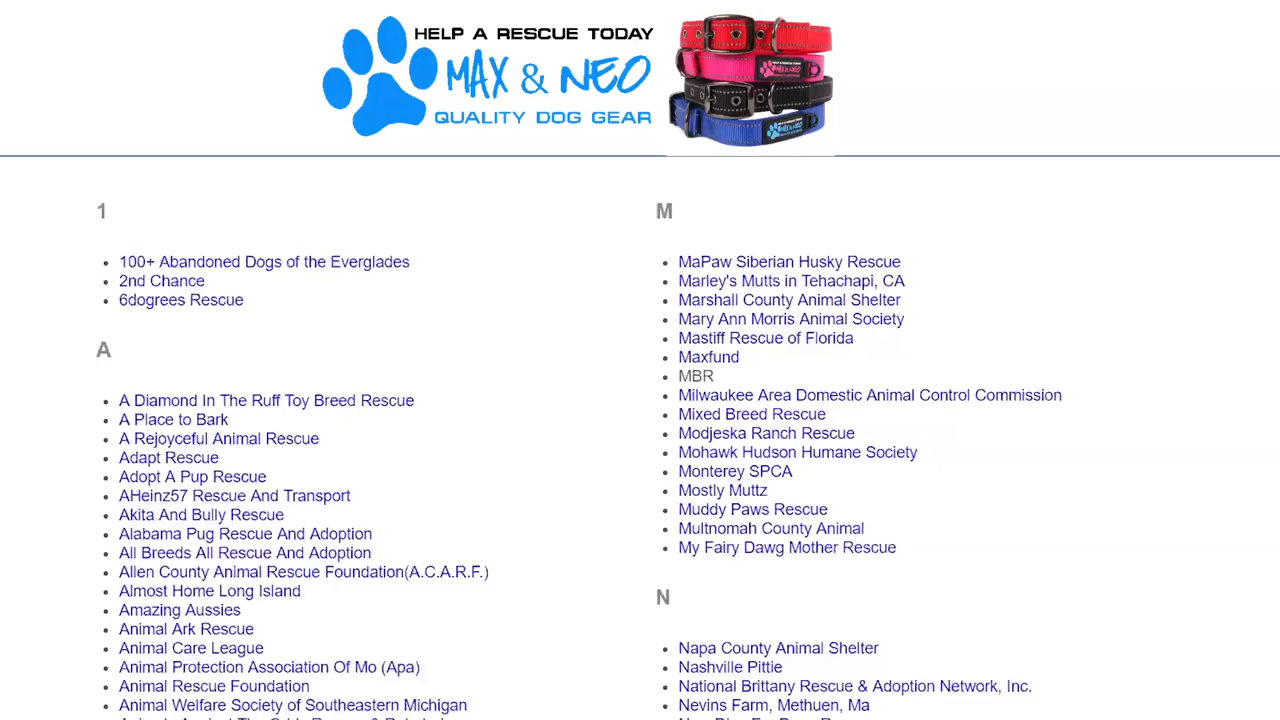 HELP A RESCUE TODAY
MAX & NEO
QUALITY DOG GEAR
1
100+ Abandoned Dogs of the Everglades
2nd Chance
6dogrees Rescue
A
A Diamond In The Ruff Toy Breed Rescue
A Place to Bark
A Rejoyceful Animal Rescue
Adapt Rescue
Adopt A Pup Rescue
AHeinz57 Rescue And Transport
Akita And Bully Rescue
Alabama Pug Rescue And Adoption
All Breeds All Rescue And Adoption
Allen County Animal Rescue Foundation(A.C.A.R.F.)
Almost Home Long Island
Amazing Aussies
Animal Ark Rescue
Animal Care League
Animal Protection Association Of Mo (Apa)
Animal Rescue Foundation
Animal Welfare Society of Southeastern Michigan
M
MaPaw Siberian Husky Rescue
Marley's Mutts in Tehachapi, CA
Marshall County Animal Shelter
Mary Ann Morris Animal Society
Mastiff Rescue of Florida
Maxfund
MBR
Milwaukee Area Domestic Animal Control Commission
Mixed Breed Rescue
Modjeska Ranch Rescue
Mohawk Hudson Humane Society
Monterey SPCA
Mostly Muttz
Muddy Paws Rescue
Multnomah County Animal
My Fairy Dawg Mother Rescue
N
Napa County Animal Shelter
Nashville Pittie
National Brittany Rescue & Adoption Network, Inc.
Nevins Farm, Methuen, Ma